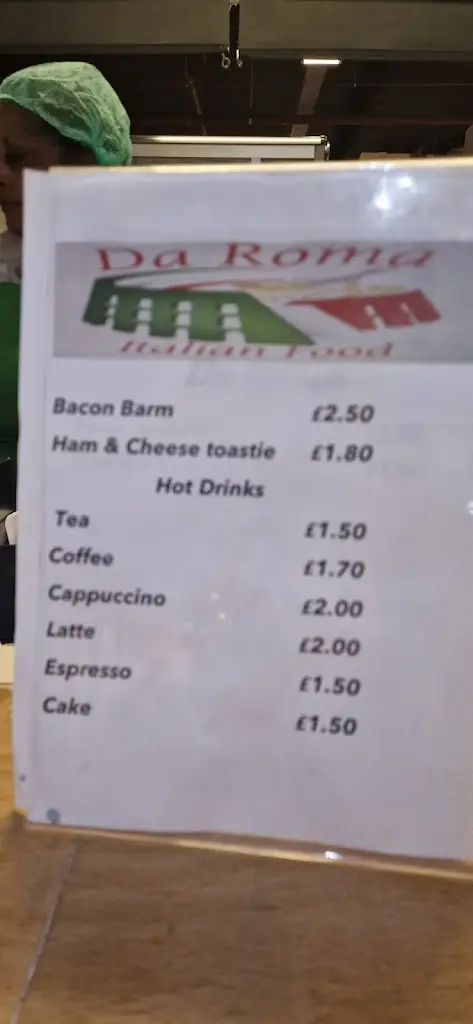 Da Roma
Italian Food
Bacon Barm £2.50
Ham & Cheese toastie £1.80
Hot Drinks
Tea £1.50
Coffee £1.70
Cappuccino £2.00
Latte £2.00
Espresso £1.50
Cake £1.50